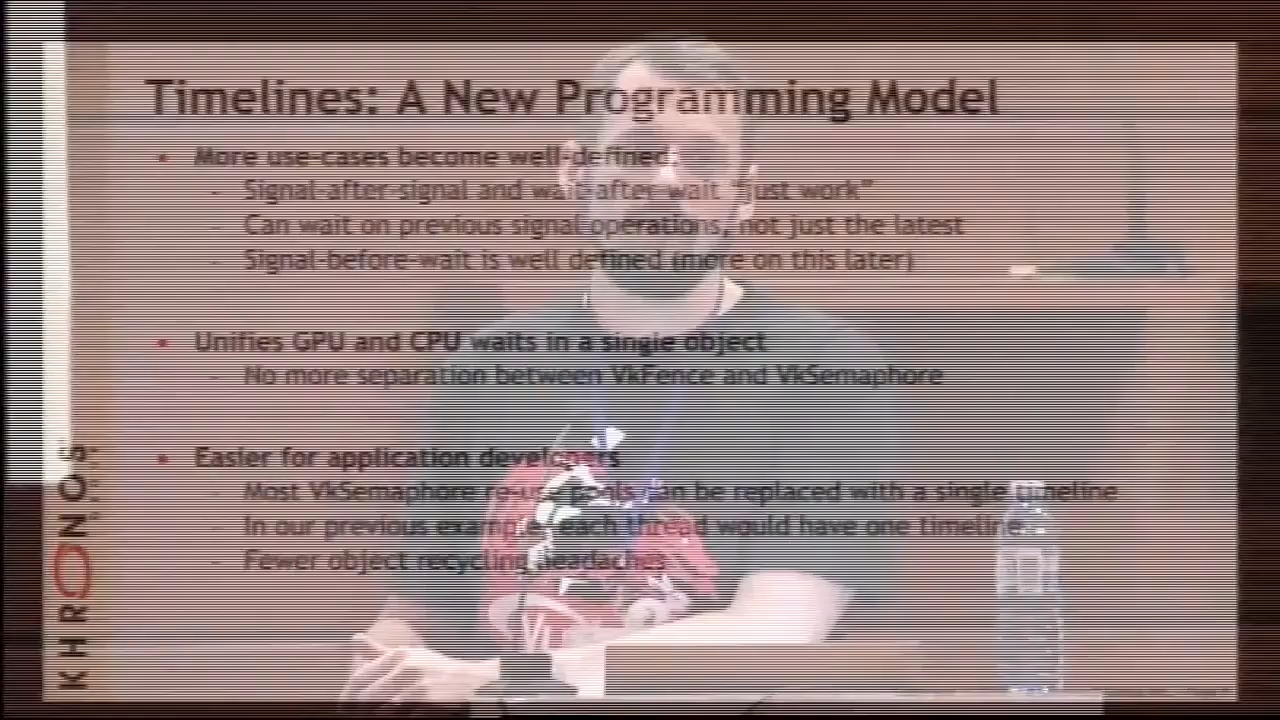 Timelines: A New Programming Model
• More use-cases become well-defined:
- Signal-after-signal and wait-after-wait "just work"
- Can wait on previous signal operations, not just the latest
- Signal-before-wait is well defined (more on this later)
• Unifies GPU and CPU waits in a single object
- No more separation between VkFence and VkSemaphore
• Easier for application developers
- Most VkSemaphore re-use pools can be replaced with a single timeline
- In our previous example, each thread would have one timeline
- Fewer object recycling headaches
KHRONOS